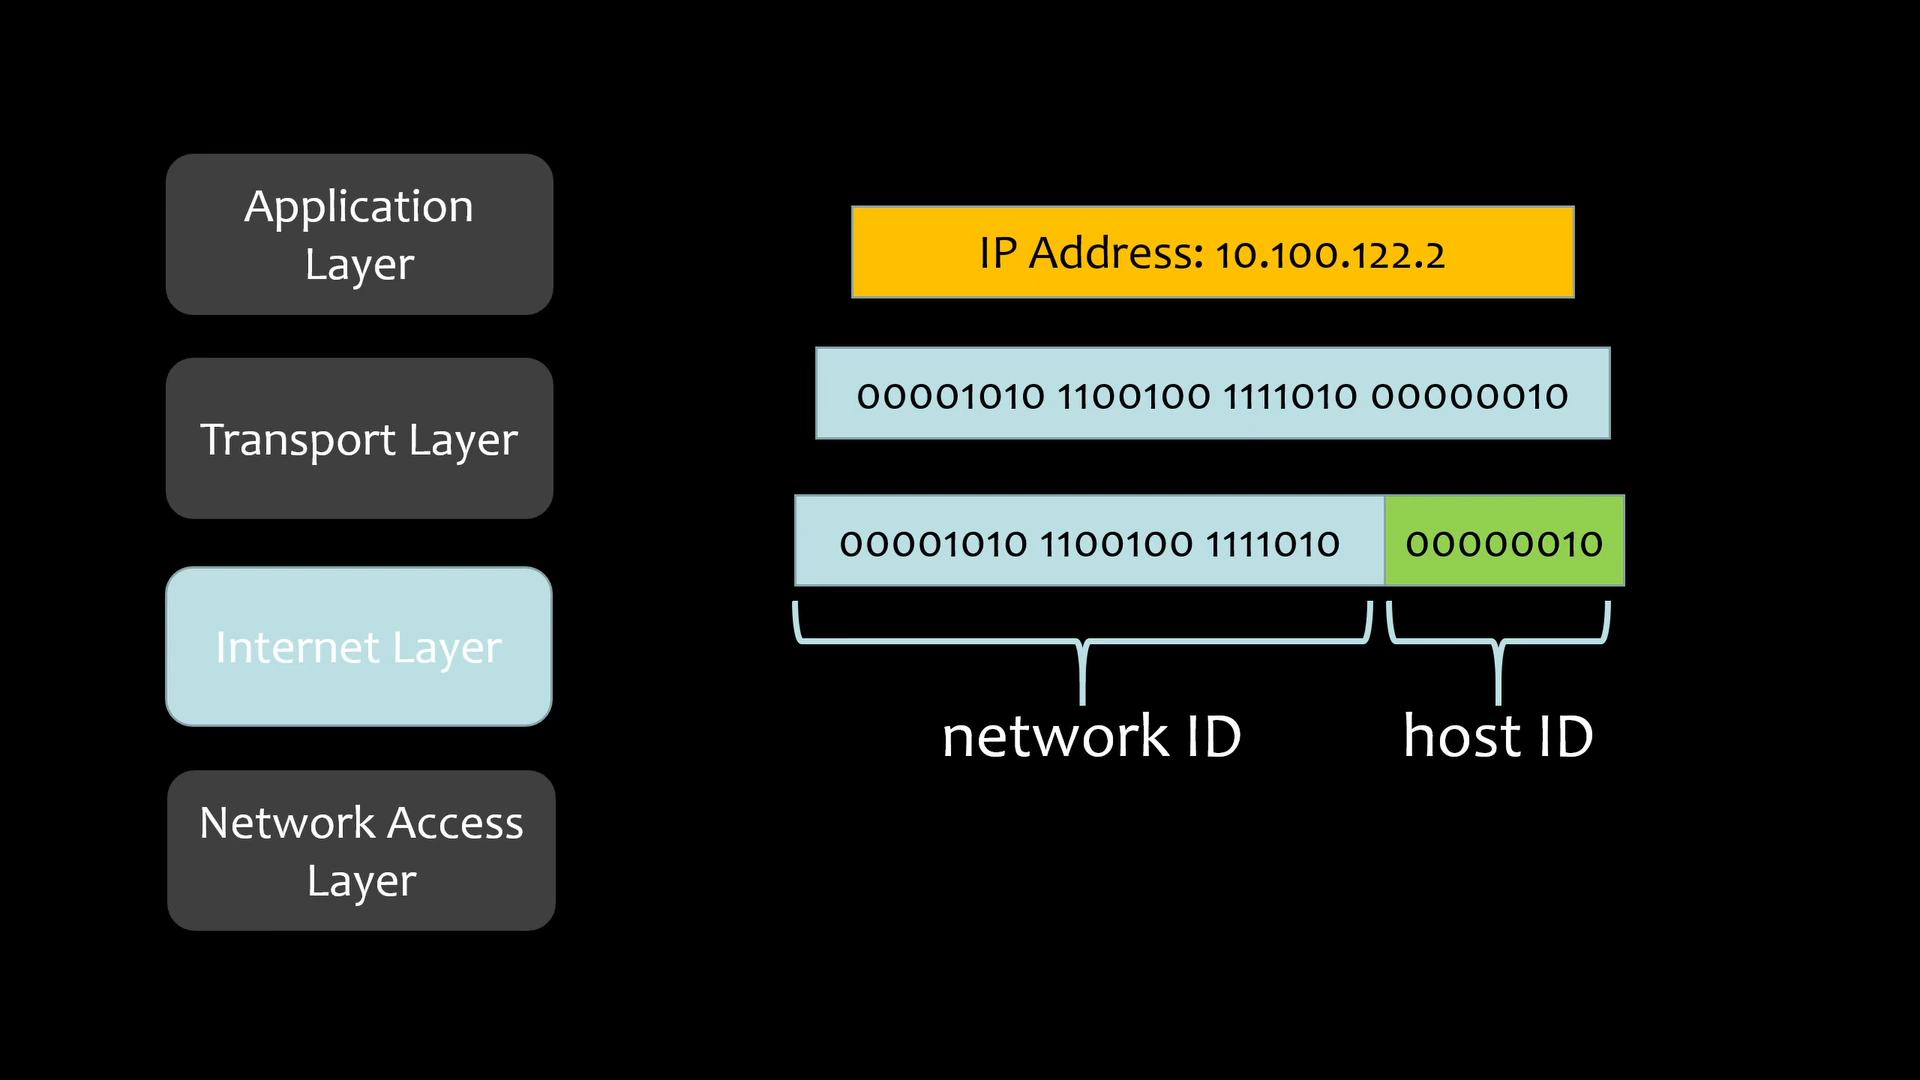 Application
Layer
Transport Layer
Internet Layer
Network Access
Layer
IP Address: 10.100.122.2
00001010 1100100 1111010 00000010
00001010 1100100 1111010 00000010
network ID host ID